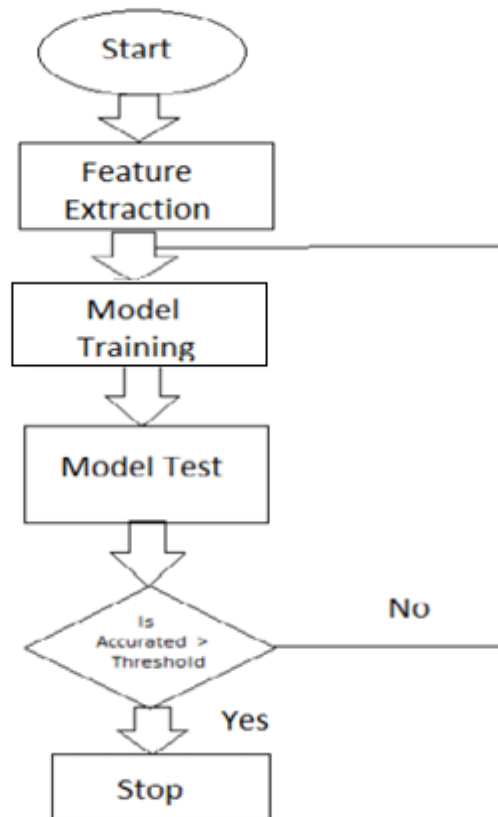 Start
Feature
Extraction
Model
Training
Model Test
Is
Accurated >
Threshold
No
Yes
Stop